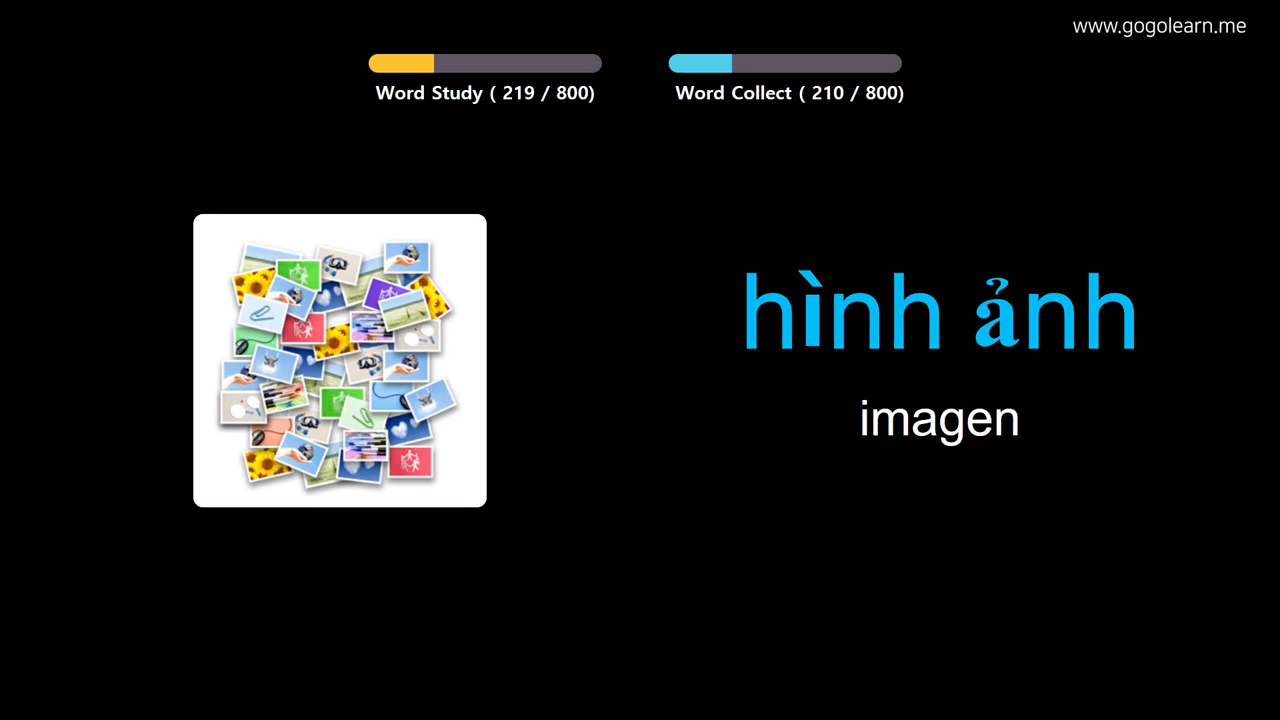 www.gogolearn.me
Word Study ( 219 / 800)
Word Collect ( 210 / 800)
hình ảnh
imagen